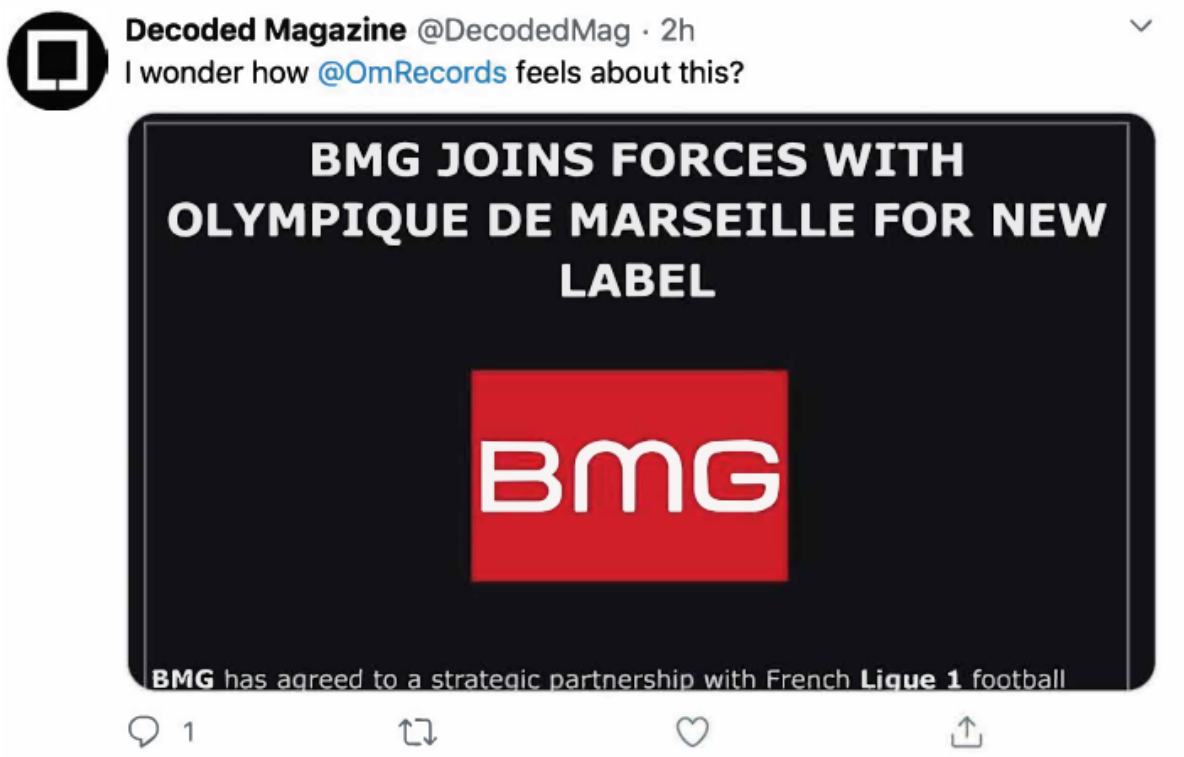 Decoded Magazine @DecodedMag · 2h
I wonder how @OmRecords feels about this?
BMG JOINS FORCES WITH
OLYMPIQUE DE MARSEILLE FOR NEW
LABEL
BMG
BMG has agreed to a strategic partnership with French Ligue 1 football
1